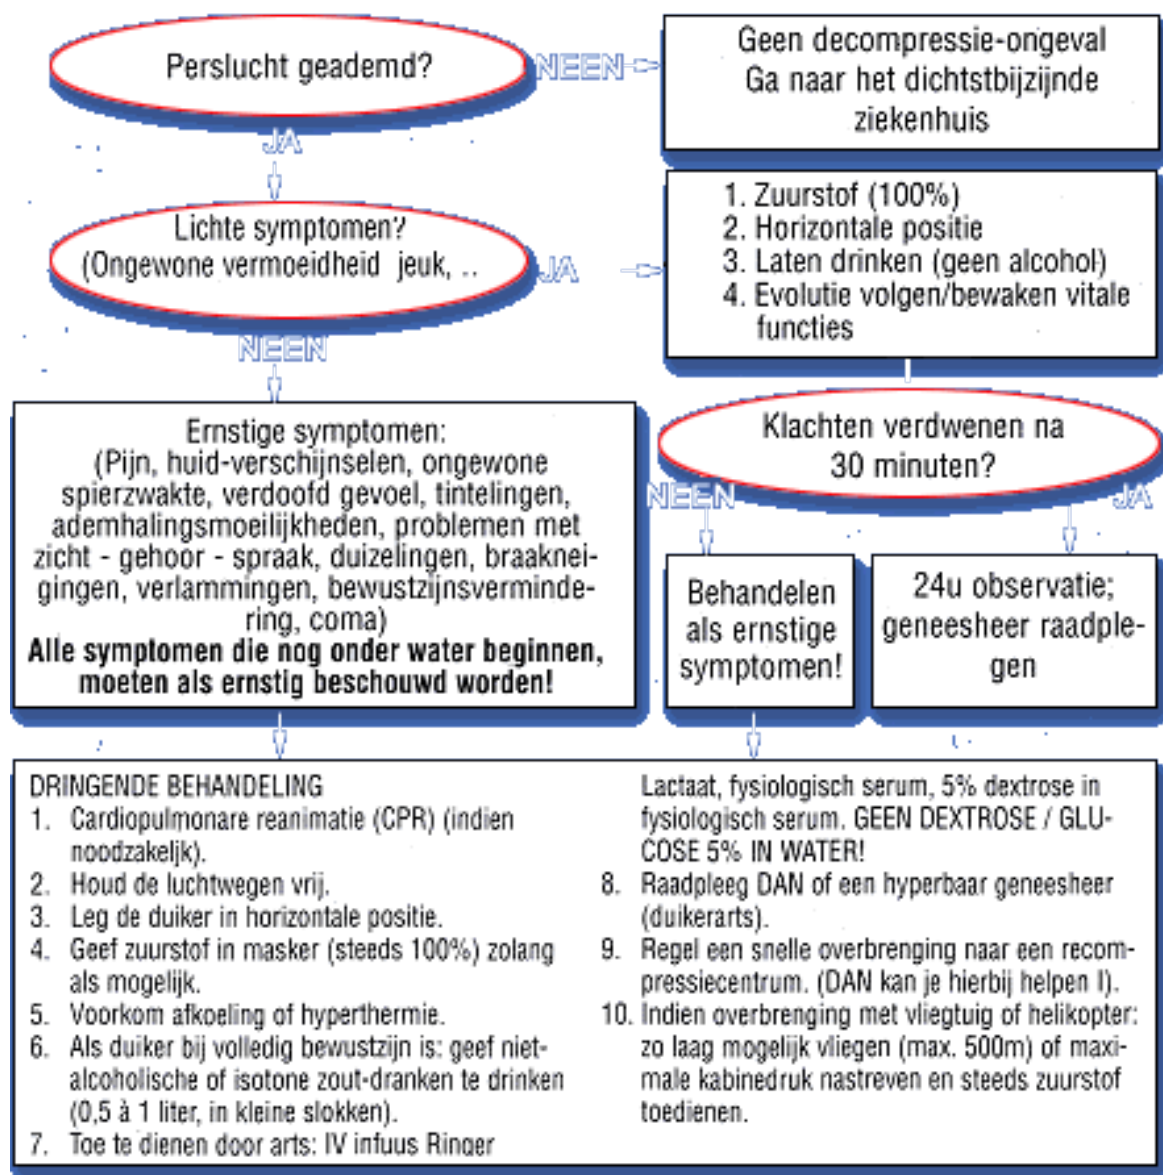 Perslucht geademd?
NEEN
Geen decompressie-ongeval
Ga naar het dichtstbijzijnde
ziekenhuis
JA
Lichte symptomen?
(Ongewone vermoeidheid jeuk, ..
JA
1. Zuurstof (100%)
2. Horizontale positie
3. Laten drinken (geen alcohol)
4. Evolutie volgen/bewaken vitale
functies
NEEN
Ernstige symptomen:
(Pijn, huid-verschijnselen, ongewone
spierzwakte, verdoofd gevoel, tintelingen,
ademhalingsmoeilijkheden, problemen met
zicht - gehoor - spraak, duizelingen, braaknei-
gingen, verlammingen, bewustzijnsverminde-
ring, coma)
Alle symptomen die nog onder water beginnen,
moeten als ernstig beschouwd worden!
Klachten verdwenen na
30 minuten?
NEEN
JA
Behandelen
als ernstige
symptomen!
24u observatie;
geneesheer raadple-
gen
DRINGENDE BEHANDELING
1. Cardiopulmonare reanimatie (CPR) (indien
noodzakeljk).
2. Houd de luchtwegen vrij.
3. Leg de duiker in horizontale positie.
4. Geef zuurstof in masker (steeds 100%) zolang
als mogelijk.
5. Voorkom afkoeling of hyperthermie.
6. Als duiker bij volledig bewustzijn is: geef niet-
alcoholische of isotone zout-dranken te drinken
(0,5 à 1 liter, in kleine slokken).
7. Toe te dienen door arts: IV infuus Ringer
Lactaat, fysiologisch serum, 5% dextrose in
fysiologisch serum. GEEN DEXTROSE / GLU-
COSE 5% IN WATER!
8. Raadpleeg DAN of een hyperbaar geneesheer
(duikerarts).
9. Regel een snelle overbrenging naar een recom-
pressiecentrum. (DAN kan je hierbij helpen I).
10. Indien overbrenging met vliegtuig of helikopter:
zo laag mogelijk vliegen (max. 500m) of maxi-
male kabinedruk nastreven en steeds zuurstof
toedienen.